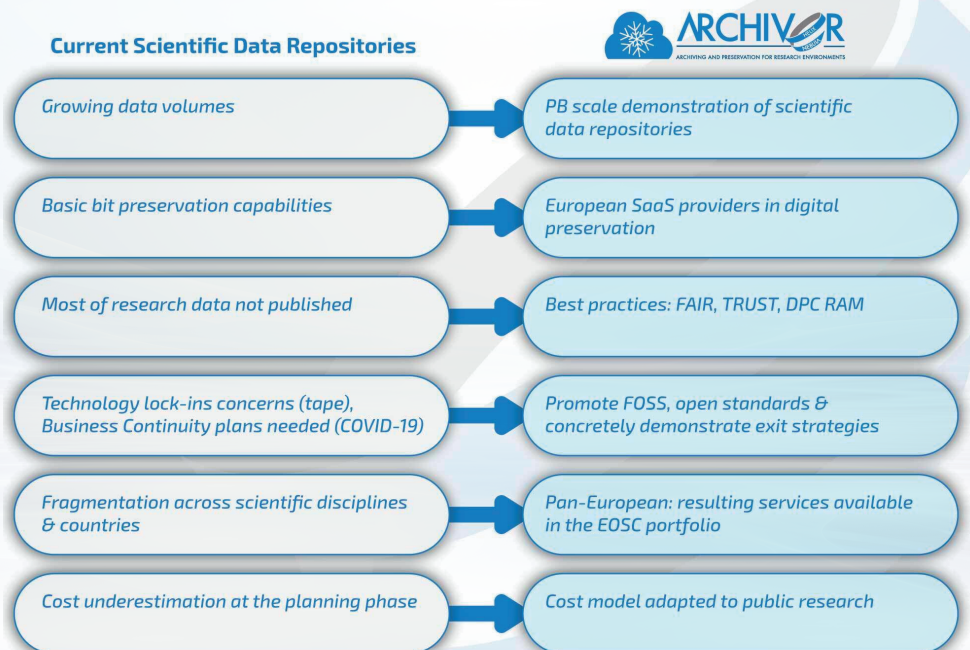 Current Scientific Data Repositories
ARCHIVER
ARCHIVING AND PRESERVATION FOR RESEARCH ENVIRONMENTS
Growing data volumes
PB scale demonstration of scientific
data repositories
Basic bit preservation capabilities
European SaaS providers in digital
preservation
Most of research data not published
Best practices: FAIR, TRUST, DPC RAM
Technology lock-ins concerns (tape),
Business Continuity plans needed (COVID-19)
Promote FOSS, open standards &
concretely demonstrate exit strategies
Fragmentation across scientific disciplines
& countries
Pan-European: resulting services available
in the EOSC portfolio
Cost underestimation at the planning phase
Cost model adapted to public research